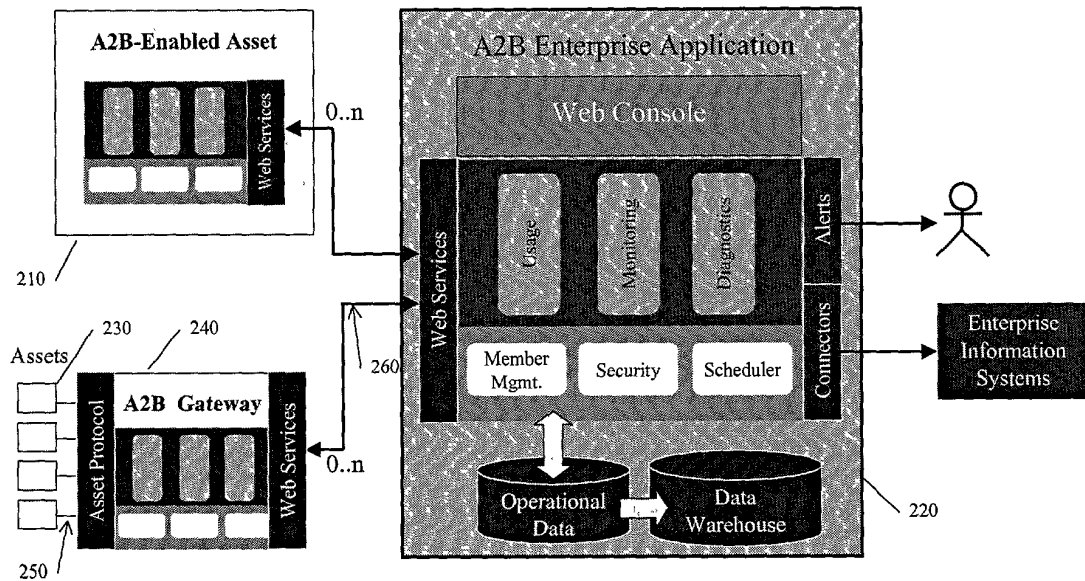 A2B-Enabled Asset
Web Services
0..n
210
A2B Enterprise Application
Web Console
Web Services
Usage
Monitoring
Diagnostics
Alerts
Connectors
Member
Mgmt.
Security
Scheduler
Enterprise
Information
Systems
230
240
Assets
A2B Gateway
Asset Protocol
Web Services
260
0..n
250
Operational
Data
Data
Warehouse
220